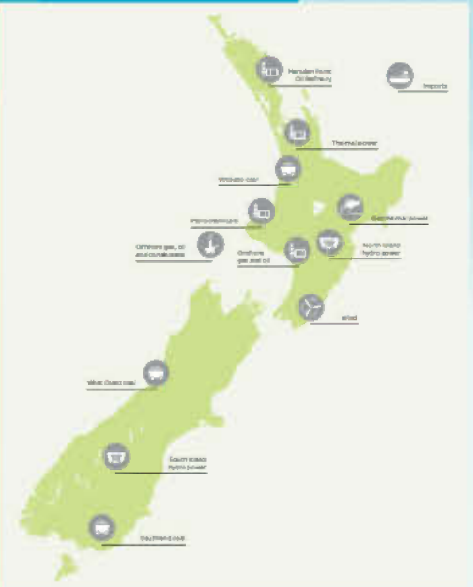 Marsden Point
Oil Refinery
Imports
Thermal power
Waikato coal
Petrochemicals
Geothermal power
Offshore gas, oil
and condensate
Onshore
gas and oil
North Island
hydro power
Wind
West Coast coal
South Island
hydro power
Southland coal